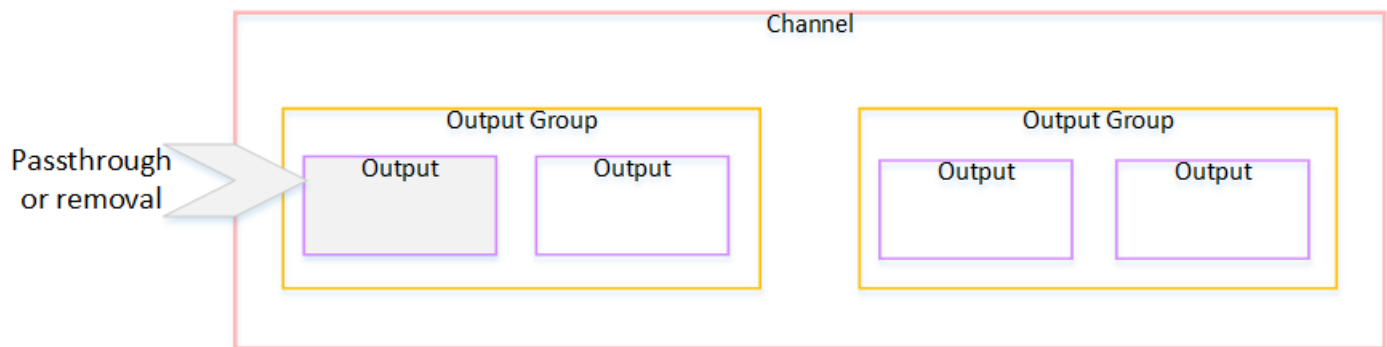 Channel
Output Group
Output Group
Passthrough
or removal
Output
Output
Output
Output